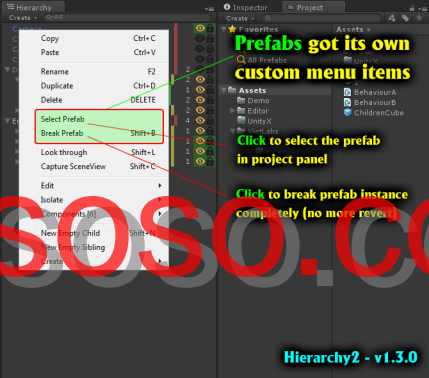 Hierarchy
Inspector
Project
Create
All
Create
Copy Ctrl+C
Paste Ctrl+V
Rename F2
Duplicate Ctrl+D
Delete DELETE
Select Prefab
Break Prefab Shift+B
Look through Shift+L
Capture SceneView Shift+C
Edit
Isolate
Components [6]
New Empty Child Shift+N
New Empty Sibling
Create
Favorites
All Prefabs
Assets
Demo
Editor
UnityX
VietLabs
Assets
UnityX
BehaviourA
BehaviourB
ChildrenCube
Prefabs got its own
custom menu items
Click to select the prefab
in project panel
Click to break prefab instance
completely (no more revert)
soso.co
Hierarchy2 - v1.3.0